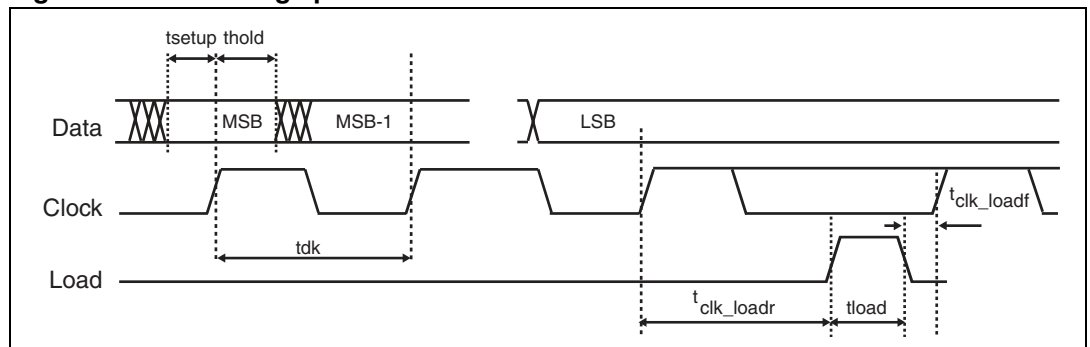 tsetup thold
Data
MSB
MSB-1
LSB
Clock
t
clk_loadf
tdk
Load
t
clk_loadr
tload